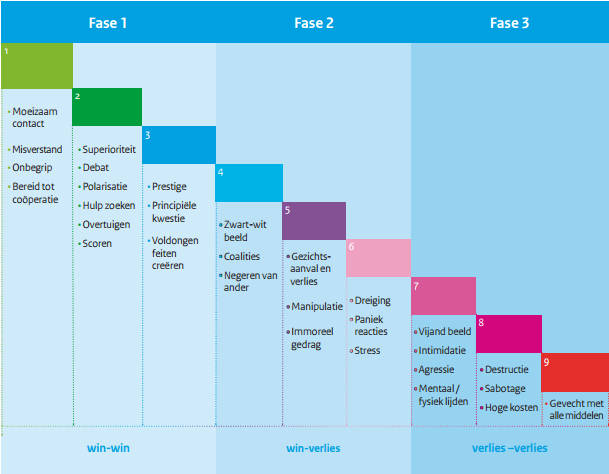 Fase 1
Fase 2
Fase 3
1
• Moeizaam
contact
• Misverstand
• Onbegrip
• Bereid tot
coöperatie
2
• Superioriteit
• Debat
• Polarisatie
• Hulp zoeken
• Overtuigen
• Scoren
3
• Prestige
• Principiële
kwestie
• Voldongen
feiten
creëren
4
• Zwart-wit
beeld
• Coalities
• Negeren van
ander
5
• Gezichts-
aanval en
verlies
• Manipulatie
• Immoreel
gedrag
6
• Dreiging
• Paniek
reacties
• Stress
7
• Vijand beeld
• Intimidatie
• Agressie
• Mentaal /
fysiek lijden
8
• Destructie
• Sabotage
• Hoge kosten
9
• Gevecht met
alle middelen
win-win
win-verlies
verlies –verlies